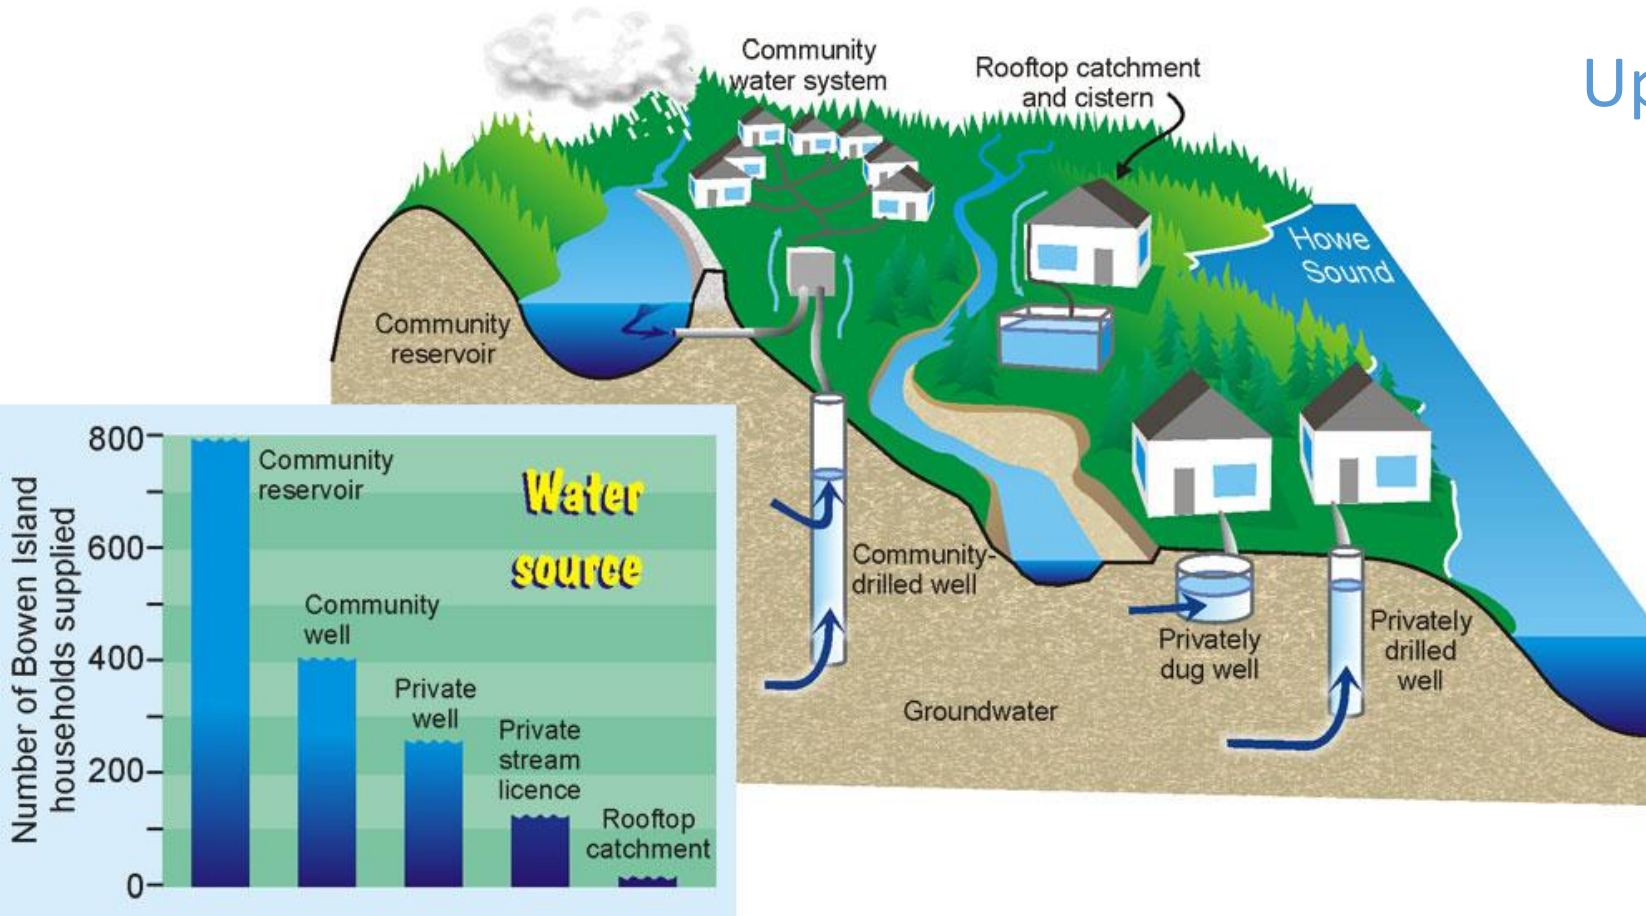 Community
water system
Rooftop catchment
and cistern
Up
Howe
Sound
Community
reservoir
Community-
drilled well
Privately
dug well
Privately
drilled
well
Groundwater
Number of Bowen Island
households supplied
800
600
400
200
0
Water
source
Community
reservoir
Community
well
Private
well
Private
stream
licence
Rooftop
catchment